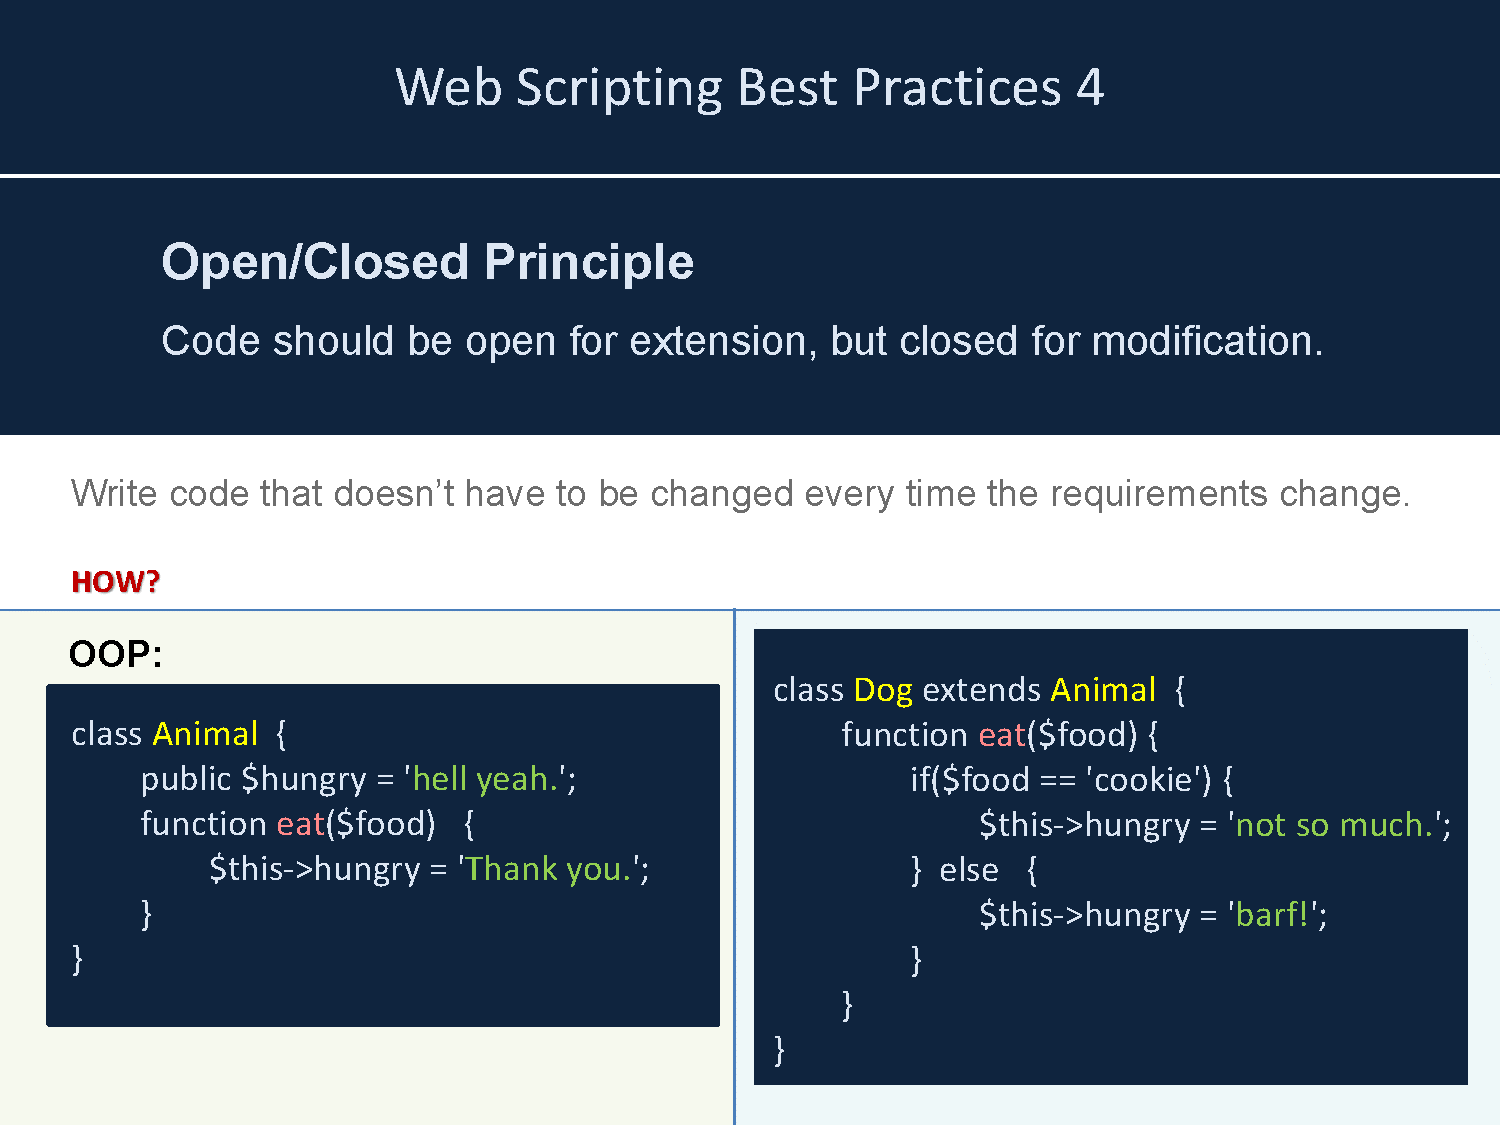 Web Scripting Best Practices 4
Open/Closed Principle
Code should be open for extension, but closed for modification.
Write code that doesn’t have to be changed every time the requirements change.
HOW?
OOP:
class Animal {
public $hungry = 'hell yeah.';
function eat($food) {
$this->hungry = 'Thank you.';
}
}
class Dog extends Animal {
function eat($food) {
if($food == 'cookie') {
$this->hungry = 'not so much.';
} else {
$this->hungry = 'barf!';
}
}
}